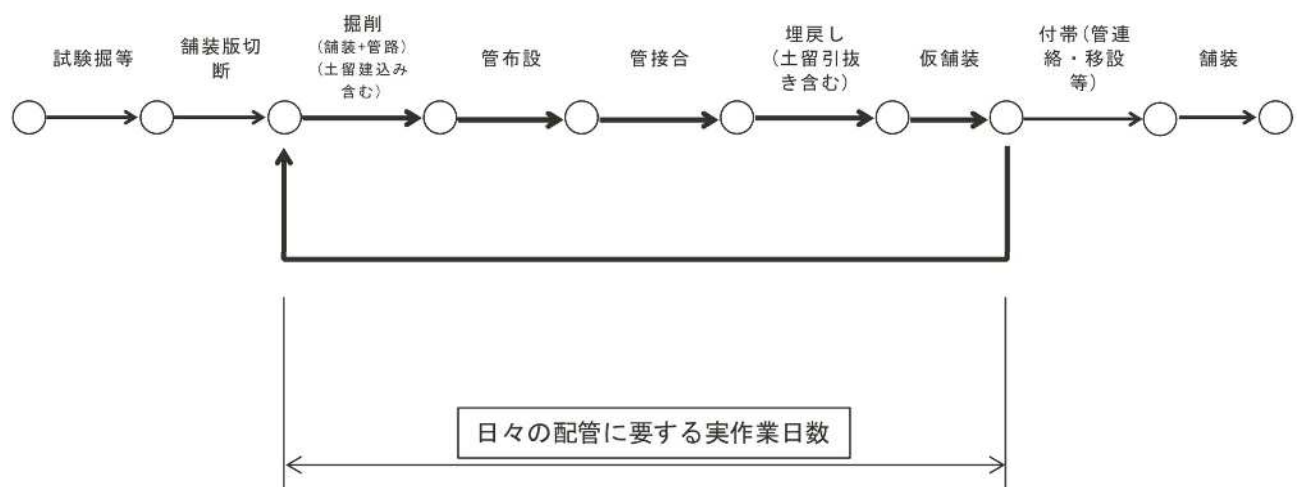 試験掘等
舗装版切
断
掘削
(舗装+管路)
(土留建込み
含む)
管布設
管接合
埋戻し
(土留引抜
き含む)
仮舗装
付帯(管連
絡・移設
等)
舗装
日々の配管に要する実作業日数